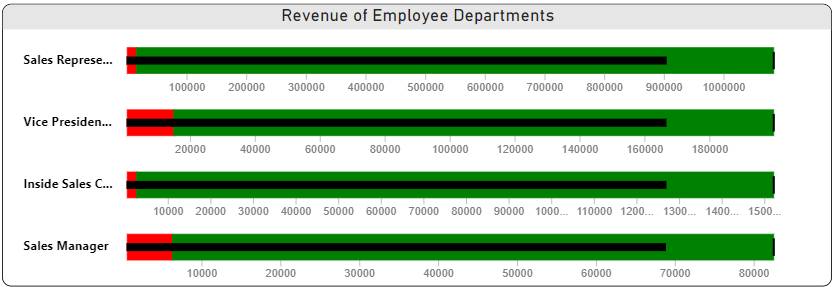 Revenue of Employee Departments
Sales Represe...
100000 200000 300000 400000 500000 600000 700000 800000 900000 1000000
Vice Presiden...
20000 40000 60000 80000 100000 120000 140000 160000 180000
Inside Sales C...
10000 20000 30000 40000 50000 60000 70000 80000 90000 1000... 110000 1200... 1300... 1400... 1500...
Sales Manager
10000 20000 30000 40000 50000 60000 70000 80000